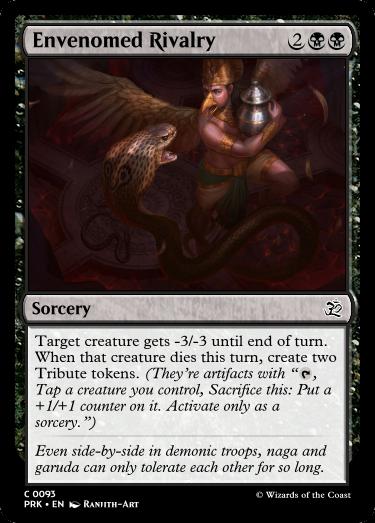 Envenomed Rivalry 2
Sorcery
Target creature gets -3/-3 until end of turn.
When that creature dies this turn, create two
Tribute tokens. (They're artifacts with “,
Tap a creature you control, Sacrifice this: Put a
+1/+1 counter on it. Activate only as a
sorcery.”)
Even side-by-side in demonic troops, naga and
garuda can only tolerate each other for so long.
C 0093
PRK • EN Ranjith-Art
© Wizards of the Coast